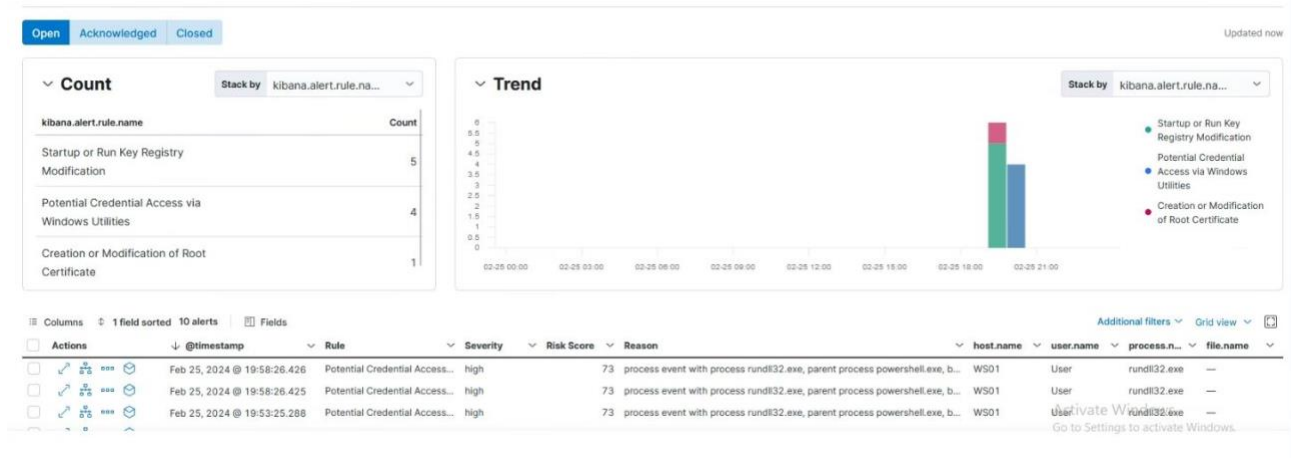 Open Acknowledged Closed Updated now
Count Stack by kibana.alert.rule.na...
kibana.alert.rule.name Count
Startup or Run Key Registry
Modification 5
Potential Credential Access via
Windows Utilities 4
Creation or Modification of Root
Certificate 1
Trend Stack by kibana.alert.rule.na...
6
5.5
5
4.5
4
3.5
3
2.5
2
1.5
1
0.5
0
02-25 00:00 02-25 03:00 02-25 06:00 02-25 09:00 02-25 12:00 02-25 15:00 02-25 18:00 02-25 21:00
Startup or Run Key
Registry Modification
Potential Credential
Access via Windows
Utilities
Creation or Modification
of Root Certificate
Columns 1 field sorted 10 alerts Fields Additional filters Grid view
Actions @timestamp Rule Severity Risk Score Reason host.name user.name process.n... file.name
Feb 25, 2024 @ 19:58:26.426 Potential Credential Access... high 73 process event with process rundll32.exe, parent process powershell.exe, b... WS01 User rundll32.exe —
Feb 25, 2024 @ 19:58:26.425 Potential Credential Access... high 73 process event with process rundll32.exe, parent process powershell.exe, b... WS01 User rundll32.exe —
Feb 25, 2024 @ 19:53:25.288 Potential Credential Access... high 73 process event with process rundll32.exe, parent process powershell.exe, b... WS01 User rundll32.exe —
Activate Windows
Go to Settings to activate Windows.